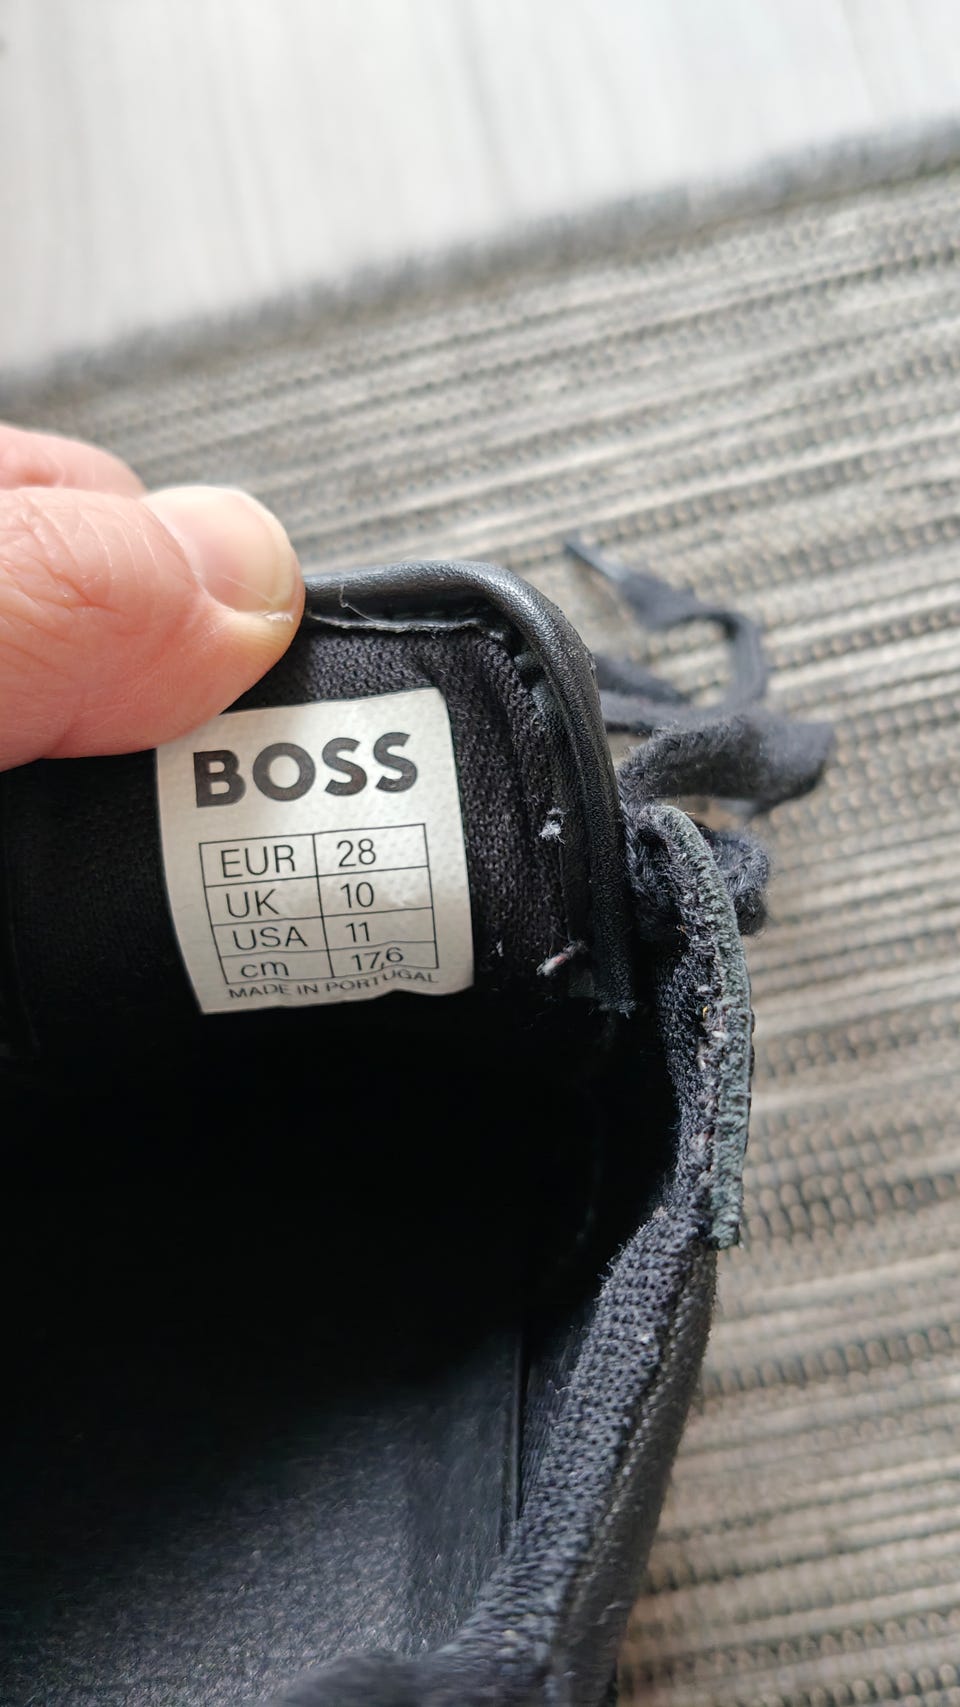 BOSS
EUR 28
UK 10
USA 11
cm 17,6
MADE IN PORTUGAL